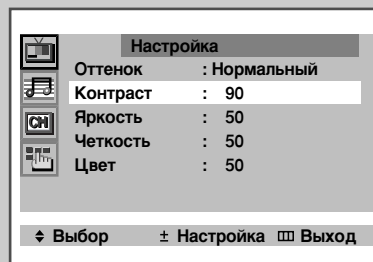 Настройка
Оттенок : Нормальный
Контраст : 90
CH Яркость : 50
Четкость : 50
Цвет : 50
Выбор ± Настройка Выход